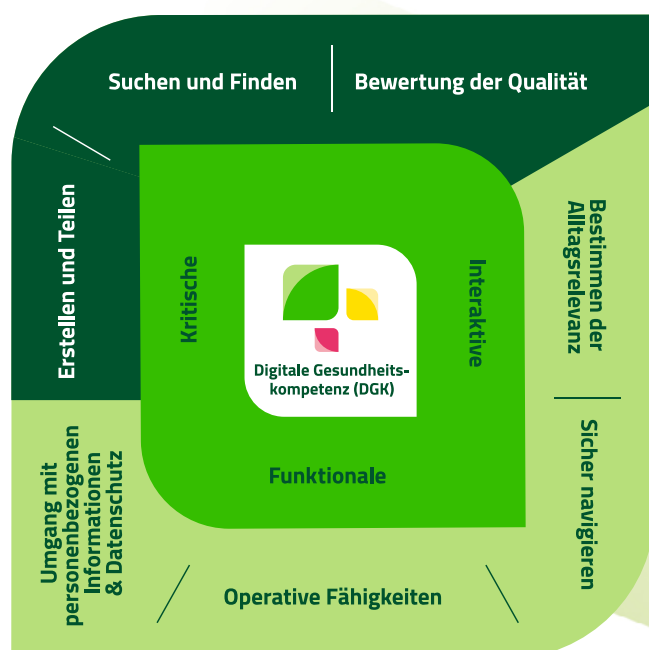 Suchen und Finden
Bewertung der Qualität
Bestimmen der
Alltagsrelevanz
Sicher navigieren
Operative Fähigkeiten
Umgang mit
personenbezogenen
Informationen
& Datenschutz
Erstellen und Teilen
Kritische
Interaktive
Funktionale
Digitale Gesundheits-
kompetenz (DGK)